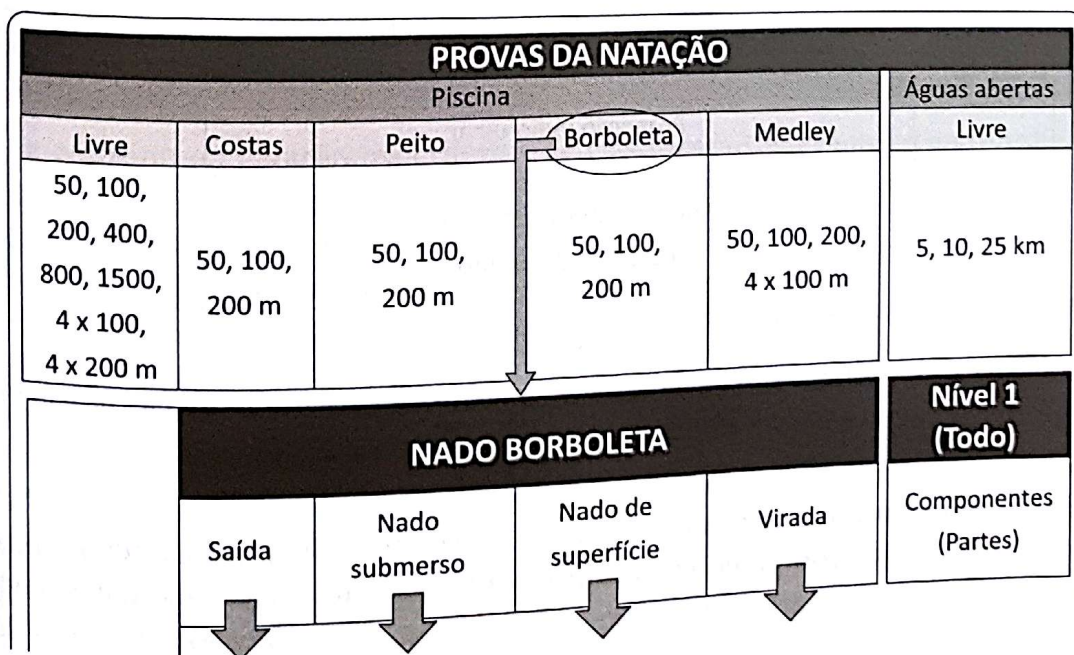 PROVAS DA NATAÇÃO
Piscina
Águas abertas
Livre
Costas
Peito
Borboleta
Medley
Livre
50, 100,
200, 400,
800, 1500,
4 x 100,
4 x 200 m
50, 100,
200 m
50, 100,
200 m
50, 100,
200 m
50, 100, 200,
4 x 100 m
5, 10, 25 km
NADO BORBOLETA
Nível 1
(Todo)
Saída
Nado
submerso
Nado de
superfície
Virada
Componentes
(Partes)